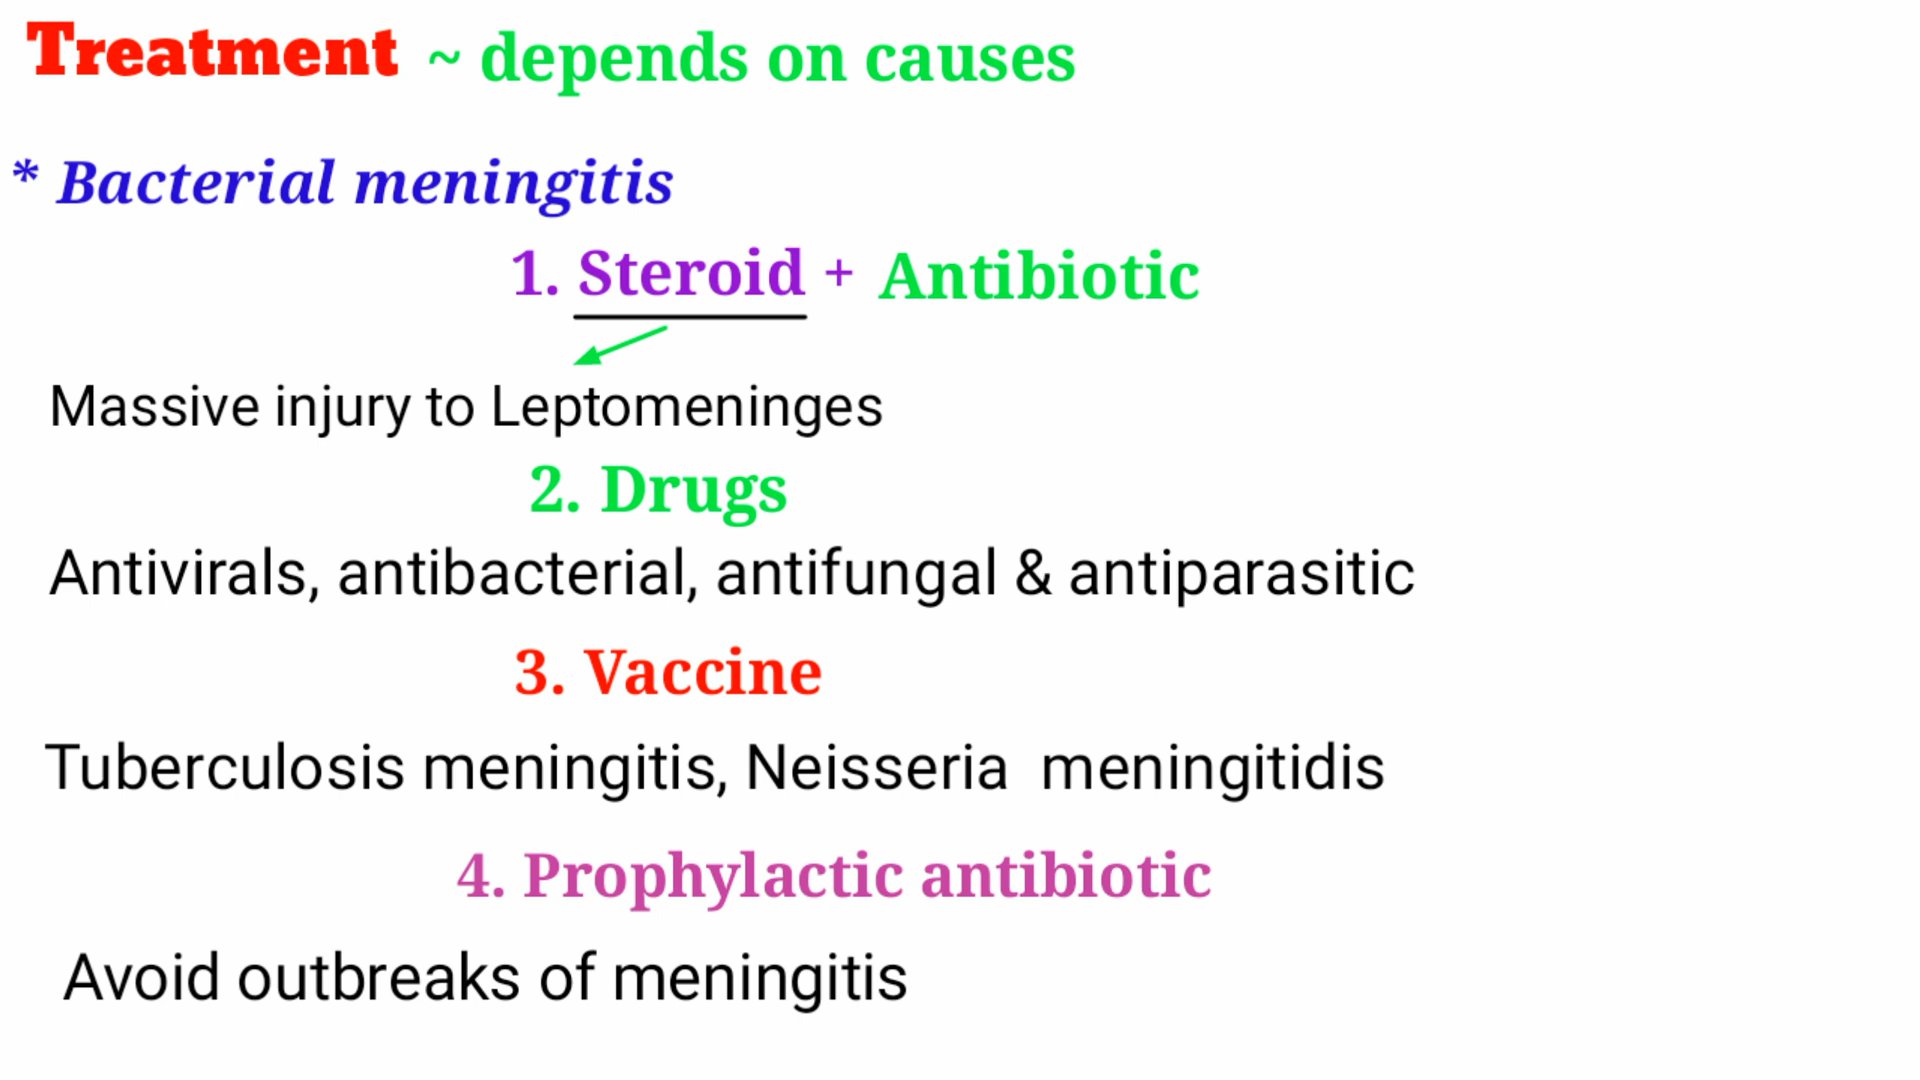 Treatment ~ depends on causes
* Bacterial meningitis
1. Steroid + Antibiotic
Massive injury to Leptomeninges
2. Drugs
Antivirals, antibacterial, antifungal & antiparasitic
3. Vaccine
Tuberculosis meningitis, Neisseria meningitidis
4. Prophylactic antibiotic
Avoid outbreaks of meningitis